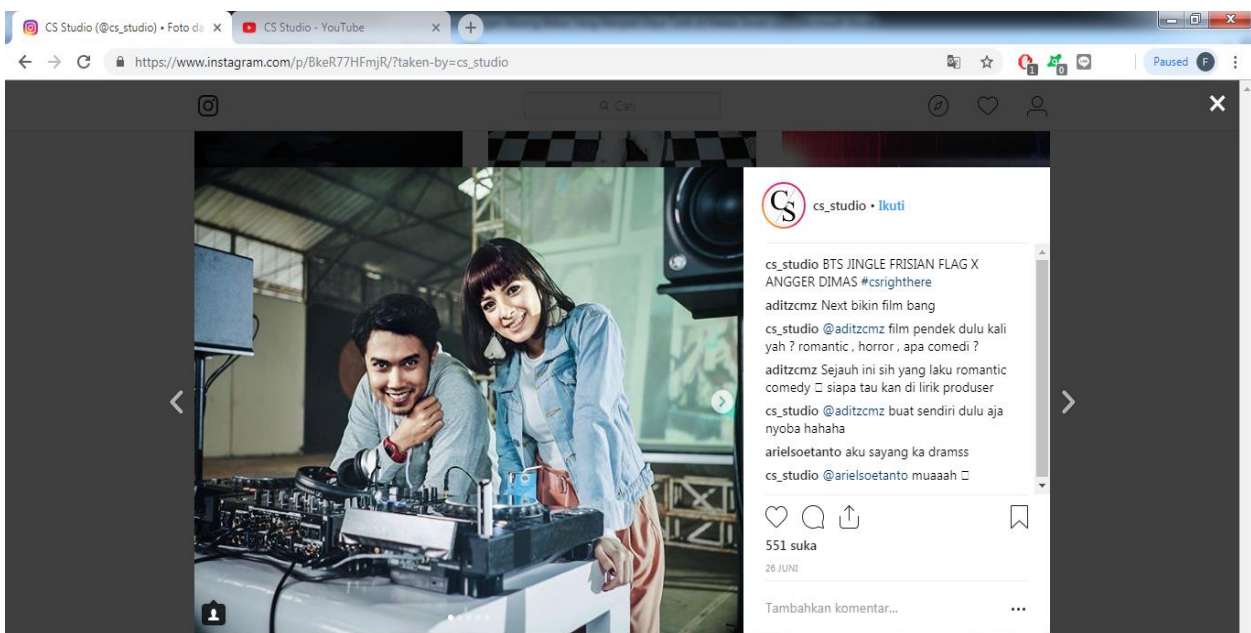 CS Studio (@cs_studio) • Foto da
CS Studio - YouTube
https://www.instagram.com/p/BkeR77HFmjR/?taken-by=cs_studio
1
0
Paused
F
Cari
CS
cs_studio • Ikuti
cs_studio BTS JINGLE FRISIAN FLAG X
ANGGER DIMAS #csrighthere
aditzcmz Next bikin film bang
cs_studio @aditzcmz film pendek dulu kali
yah ? romantic , horror , apa comedi ?
aditzcmz Sejauh ini sih yang laku romantic
comedy siapa tau kan di lirik produser
cs_studio @aditzcmz buat sendiri dulu aja
nyoba hahaha
arielsoetanto aku sayang ka dramss
cs_studio @arielsoetanto muaaah
551 suka
26 JUNI
Tambahkan komentar...